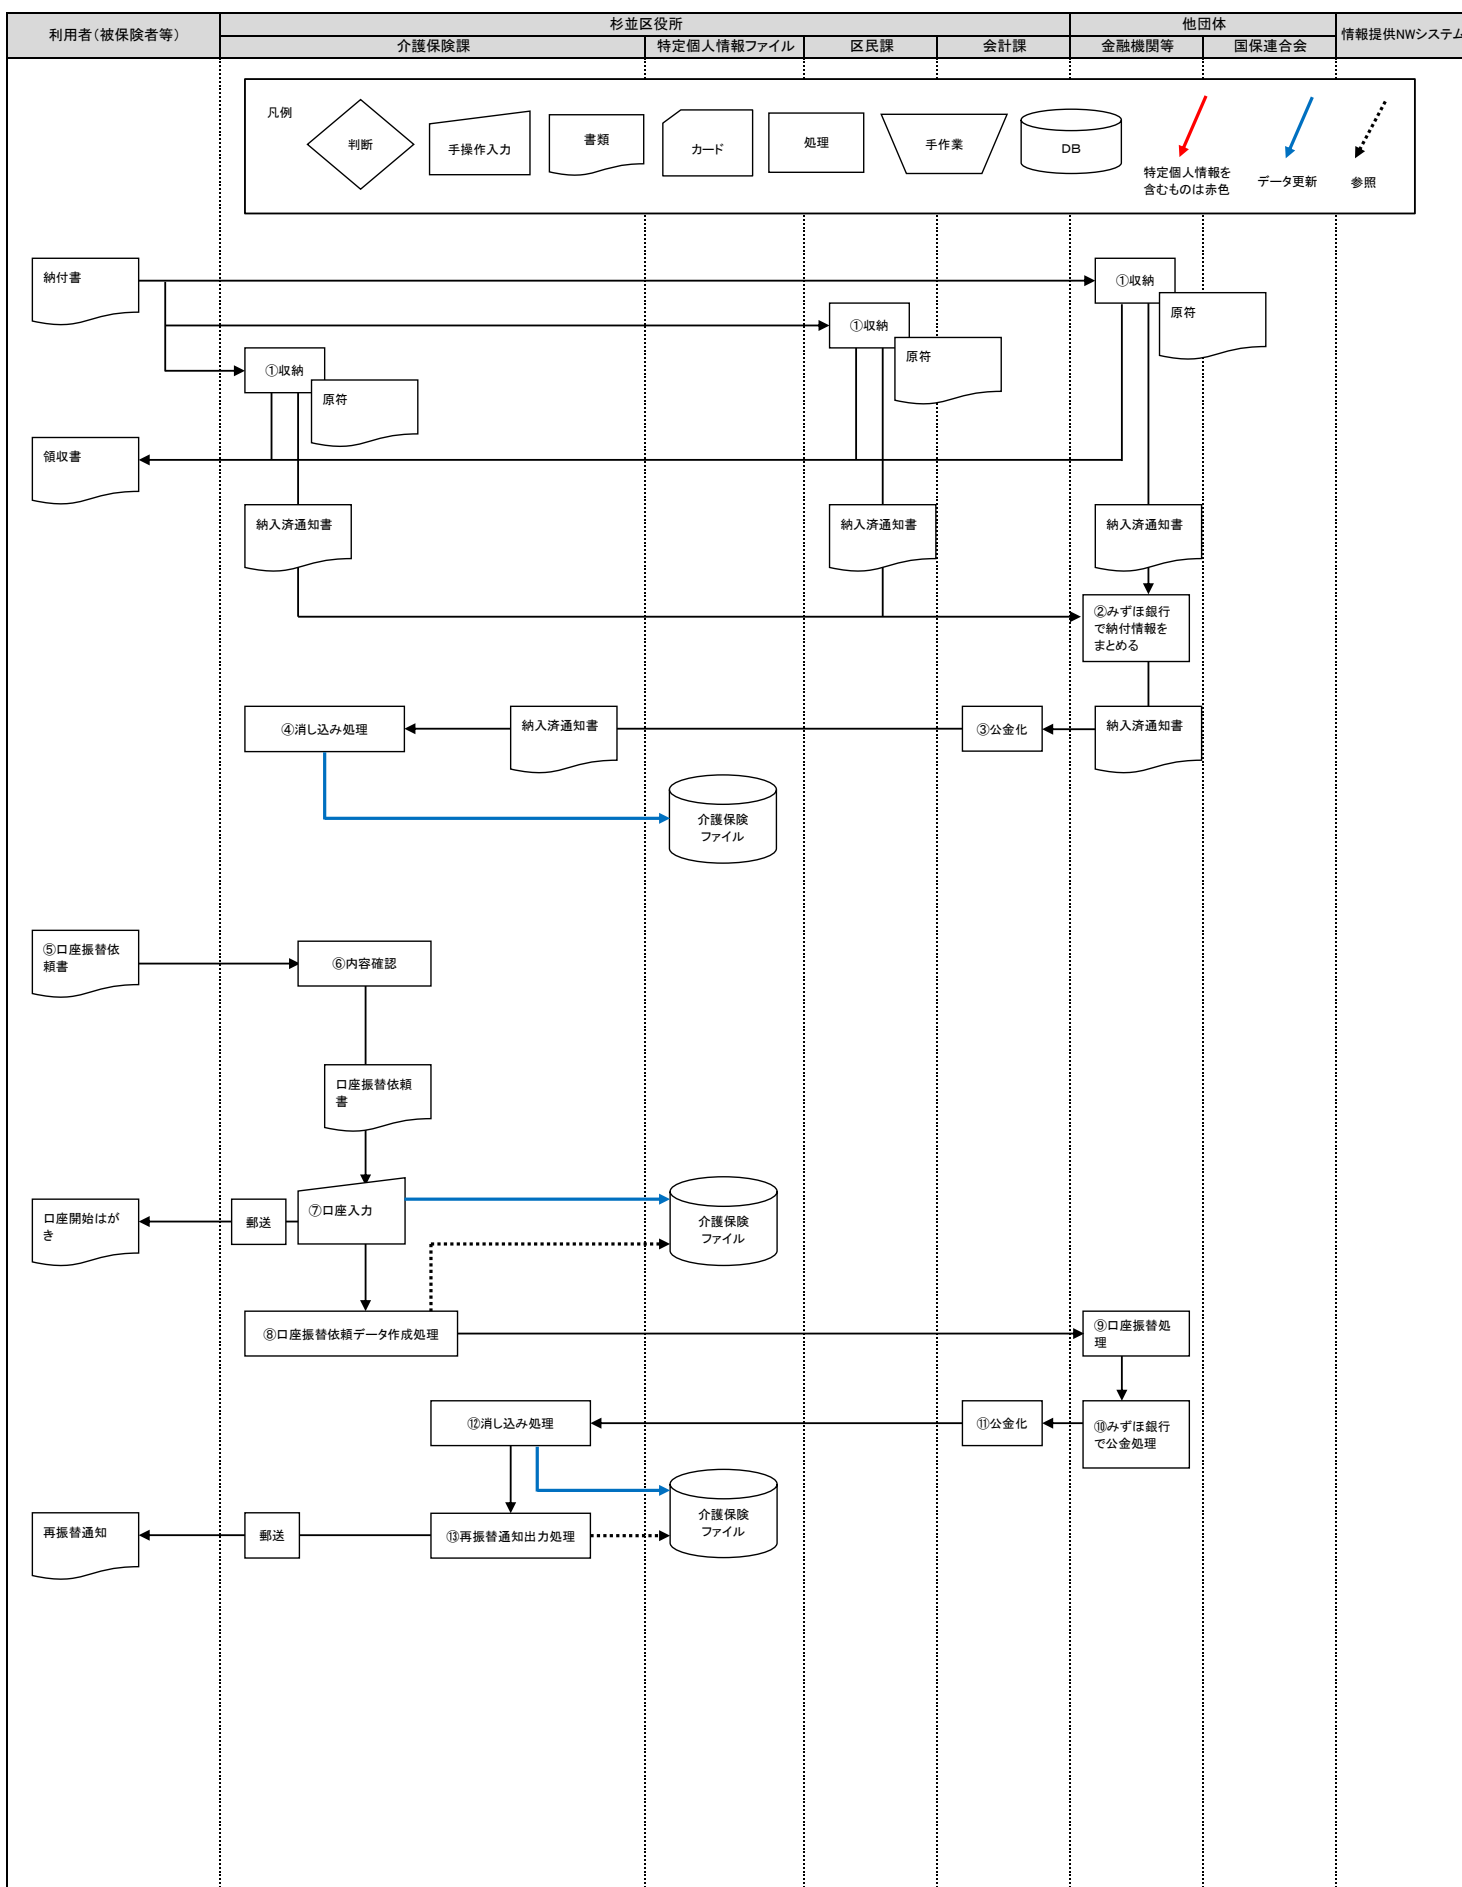 利用者（被保険者等）
杉並区役所
他団体
情報提供NWシステム
介護保険課
特定個人情報ファイル
区民課
会計課
金融機関等
国保連合会
凡例
判断
手操作入力
書類
カード
処理
手作業
DB
特定個人情報を
含むものは赤色
データ更新
参照
納付書
①収納
原符
①収納
原符
①収納
原符
領収書
納入済通知書
納入済通知書
納入済通知書
②みずほ銀行
で納付情報を
まとめる
④消し込み処理
納入済通知書
③公金化
納入済通知書
介護保険
ファイル
⑤口座振替依
頼書
⑥内容確認
口座振替依頼
書
口座開始はが
き
郵送
⑦口座入力
介護保険
ファイル
⑧口座振替依頼データ作成処理
⑨口座振替処
理
⑫消し込み処理
⑪公金化
⑩みずほ銀行
で公金処理
再振替通知
郵送
⑬再振替通知出力処理
介護保険
ファイル